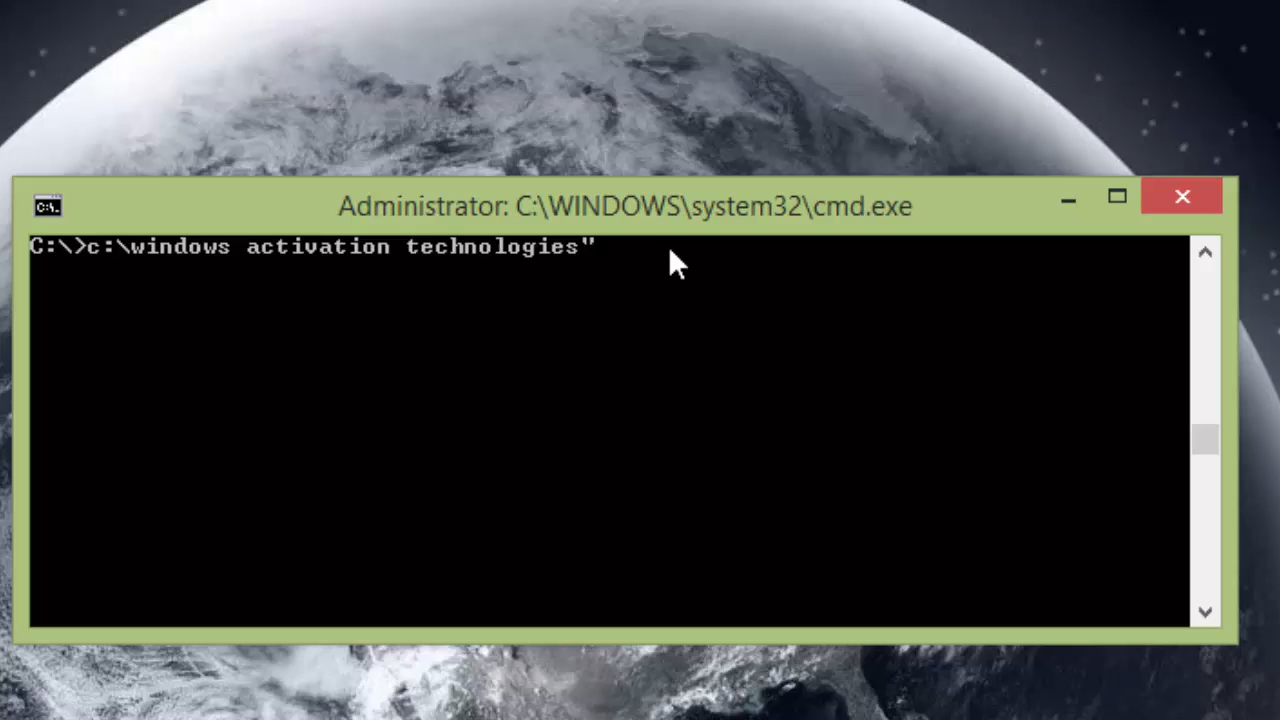 C:\.
Administrator: C:\WINDOWS\system32\cmd.exe
C:\>c:\windows activation technologies"